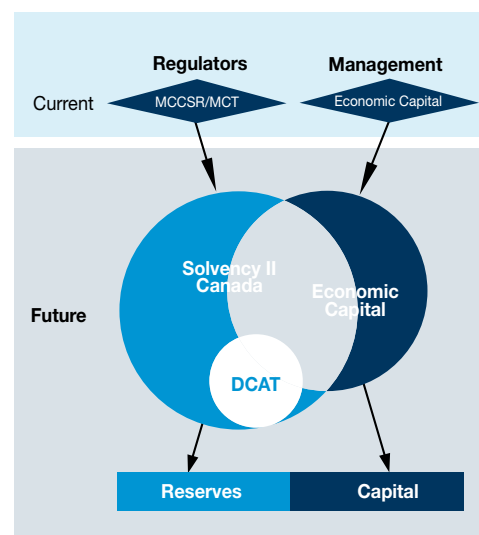 Regulators
Management
Current
MCCSR/MCT
Economic Capital
Solvency II
Canada
Economic
Capital
Future
DCAT
Reserves
Capital